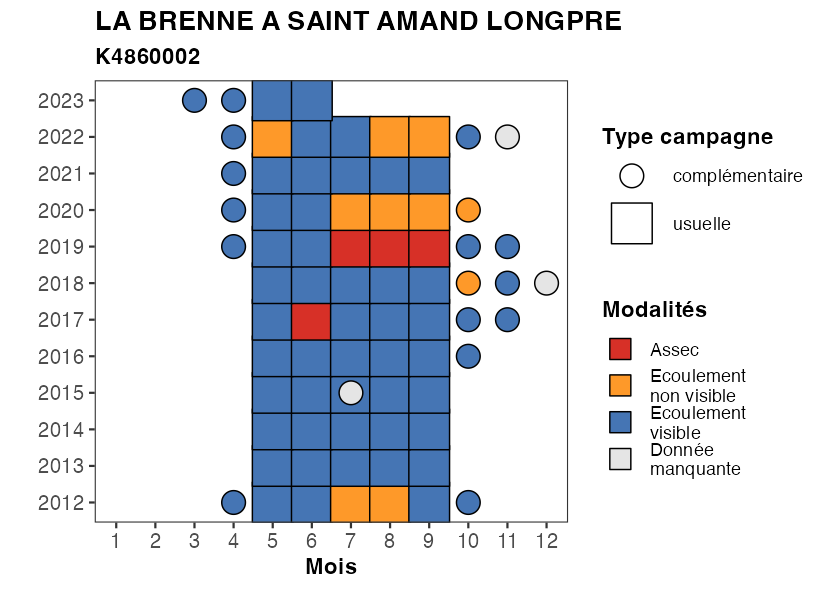 LA BRENNE A SAINT AMAND LONGPRE
K4860002
2023
2022
2021
2020
2019
2018
2017
2016
2015
2014
2013
2012
1 2 3 4 5 6 7 8 9 10 11 12
Mois
Type campagne
complémentaire
usuelle
Modalités
Assec
Ecoulement
non visible
Ecoulement
visible
Donnée
manquante